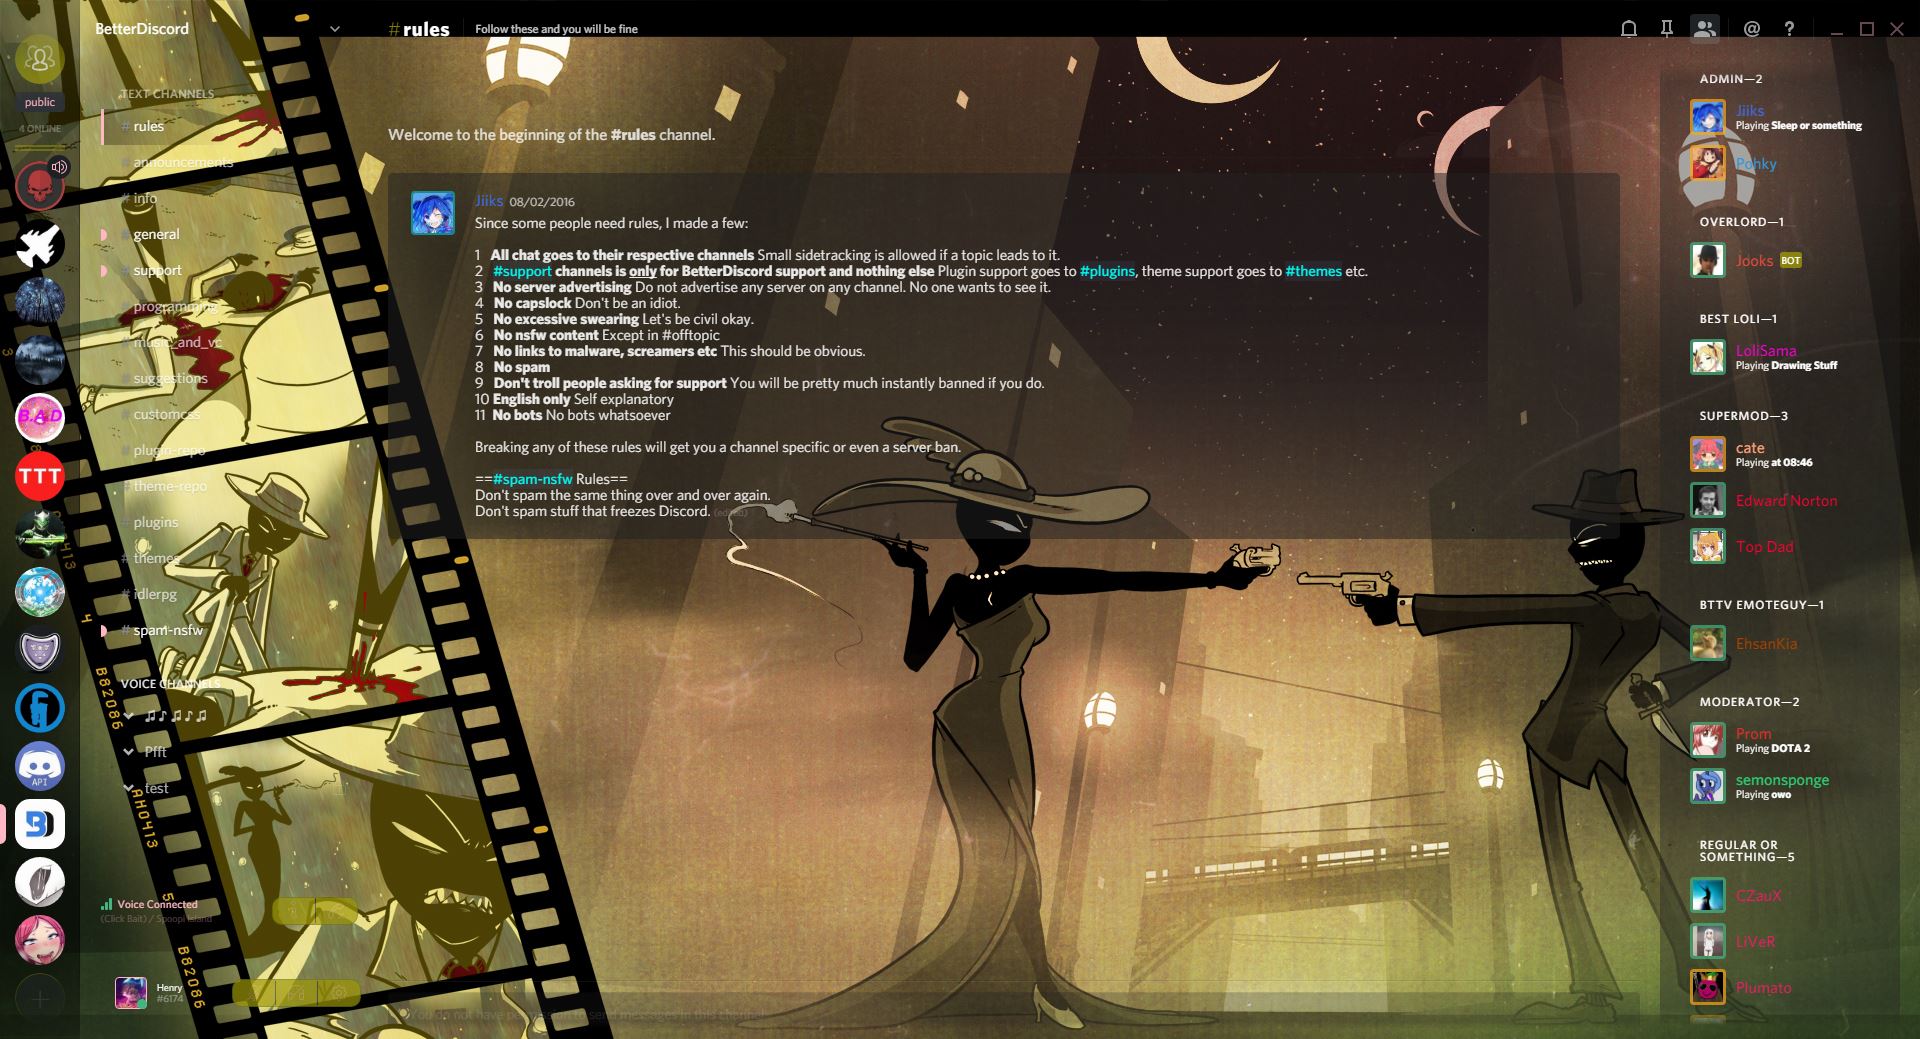 BetterDiscord
#rules
Follow these and you will be fine
public
4 ONLINE
TEXT CHANNELS
# rules
# announcements
# info
# general
# support
# programming
# music_and_vc
# suggestions
# customcss
# plugin-repo
# theme-repo
# plugins
# themes
# idlerpg
# spam-nsfw
VOICE CHANNELS
♫♪♫♪♫
Pfft
test
B.A.D
TTT
API
Voice Connected
(Click Bait) / Spoopi Island
Henry
#6174
Welcome to the beginning of the #rules channel.
Jiiks 08/02/2016
Since some people need rules, I made a few:
1 All chat goes to their respective channels Small sidetracking is allowed if a topic leads to it.
2 #support channels is only for BetterDiscord support and nothing else Plugin support goes to #plugins, theme support goes to #themes etc.
3 No server advertising Do not advertise any server on any channel. No one wants to see it.
4 No capslock Don't be an idiot.
5 No excessive swearing Let's be civil okay.
6 No nsfw content Except in #offtopic
7 No links to malware, screamers etc This should be obvious.
8 No spam
9 Don't troll people asking for support You will be pretty much instantly banned if you do.
10 English only Self explanatory
11 No bots No bots whatsoever
Breaking any of these rules will get you a channel specific or even a server ban.
==#spam-nsfw Rules==
Don't spam the same thing over and over again.
Don't spam stuff that freezes Discord. (edited)
You do not have permission to send messages in this channel.
ADMIN—2
Jiiks
Playing Sleep or something
Pohky
OVERLORD—1
Jooks BOT
BEST LOLI—1
LoliSama
Playing Drawing Stuff
SUPERMOD—3
cate
Playing at 08:46
Edward Norton
Top Dad
BTTV EMOTEGUY—1
EhsanKia
MODERATOR—2
Prom
Playing DOTA 2
semonsponge
Playing owo
REGULAR OR
SOMETHING—5
CZauX
LiVeR
Plumato
4
B82086
AH0413
5
B82086